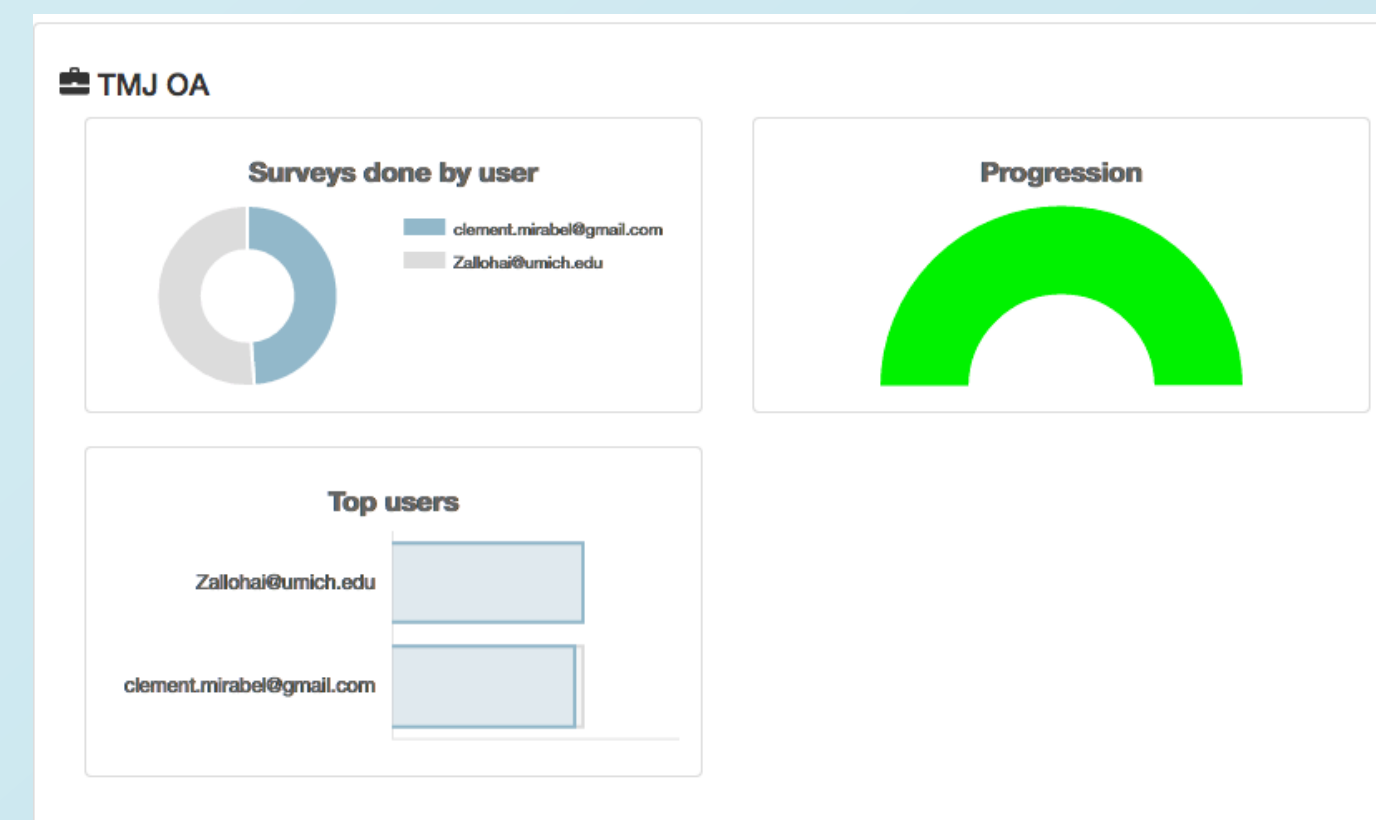 TMJ OA
Surveys done by user
clement.mirabel@gmail.com
Zallohai@umich.edu
Progression
Top users
Zallohai@umich.edu
clement.mirabel@gmail.com